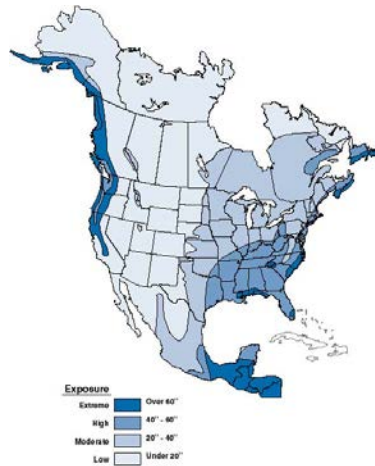 Exposure
Extreme Over 60"
High 40" - 60"
Moderate 20" - 40"
Low Under 20"